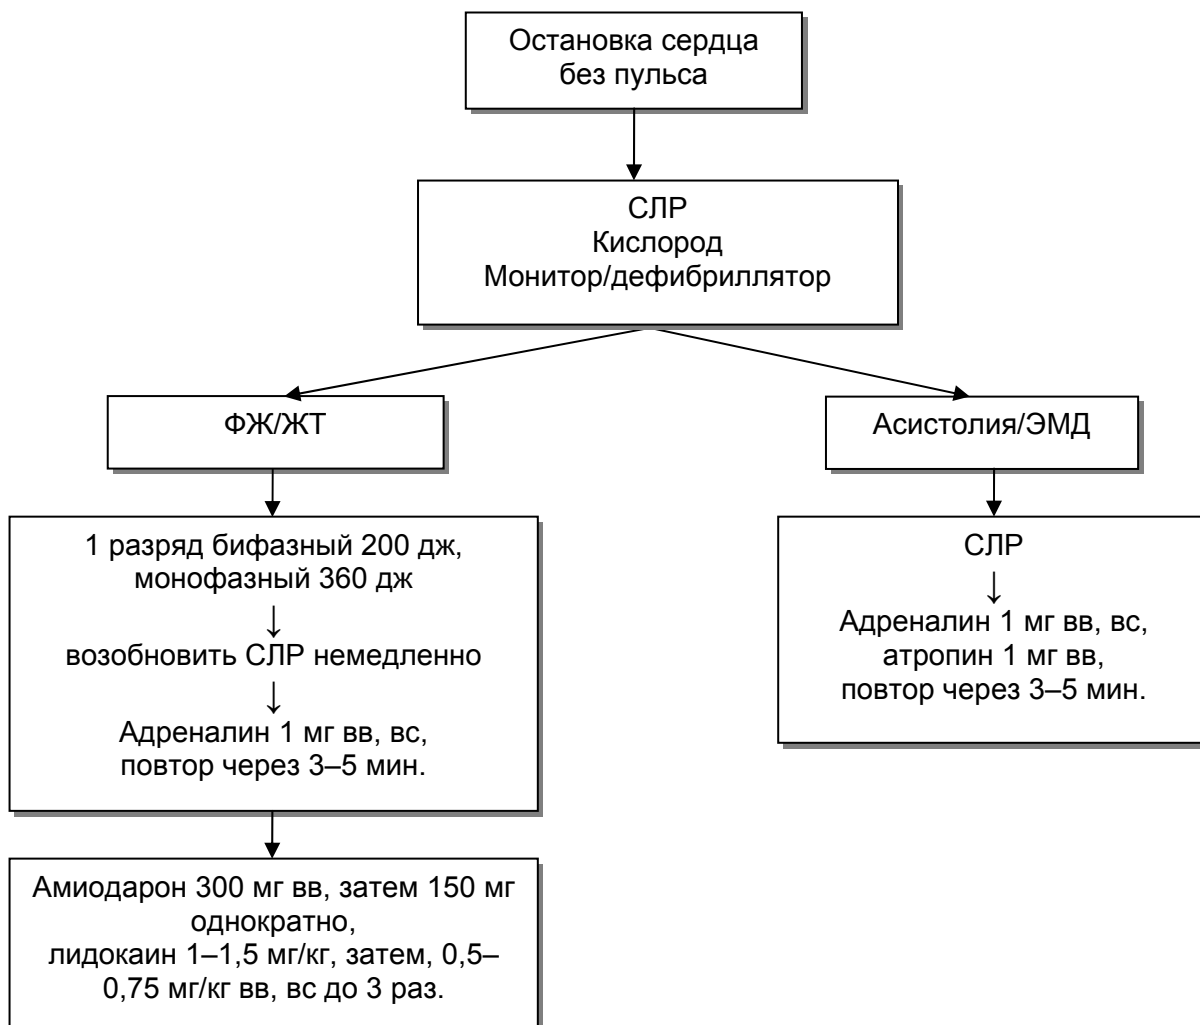 Остановка сердца
без пульса
СЛР
Кислород
Монитор/дефибриллятор
ФЖ/ЖТ
Асистолия/ЭМД
1 разряд бифазный 200 дж,
монофазный 360 дж
↓
возобновить СЛР немедленно
↓
Адреналин 1 мг вв, вс,
повтор через 3–5 мин.
СЛР
↓
Адреналин 1 мг вв, вс,
атропин 1 мг вв,
повтор через 3–5 мин.
Амиодарон 300 мг вв, затем 150 мг
однократно,
лидокаин 1–1,5 мг/кг, затем, 0,5–
0,75 мг/кг вв, вс до 3 раз.